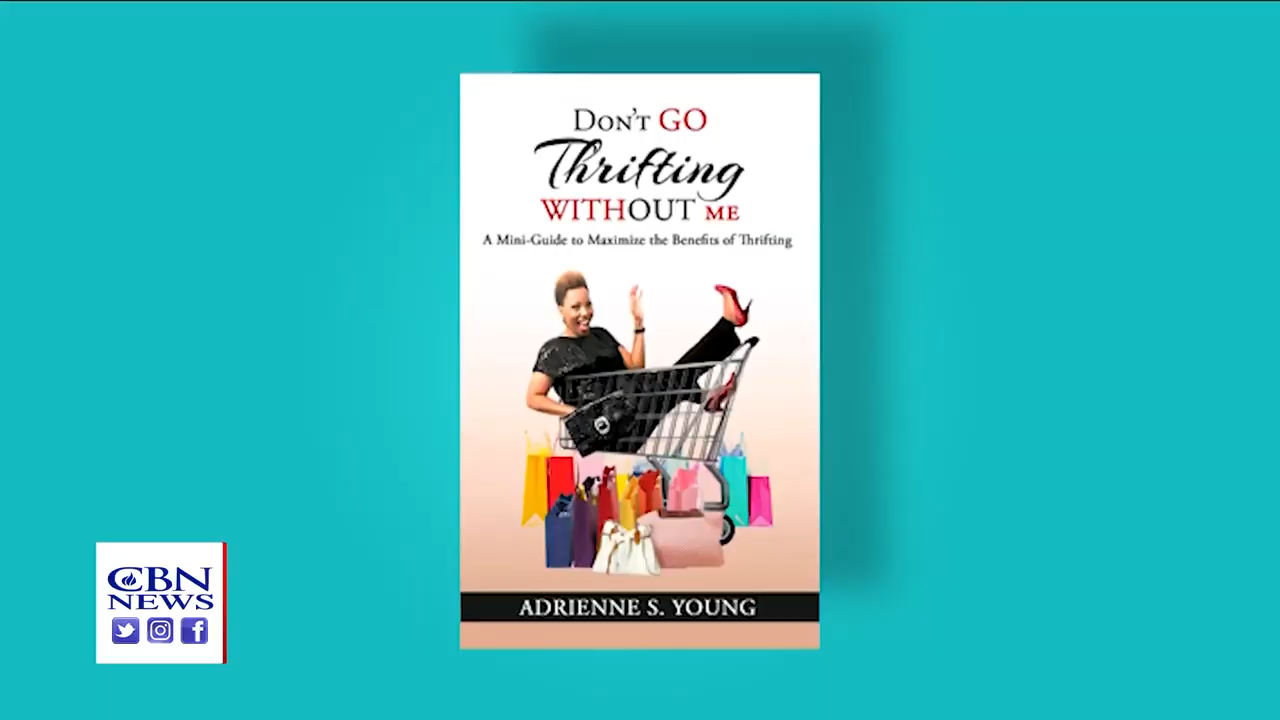 DON'T GO
Thrifting
WITHOUT ME
A Mini-Guide to Maximize the Benefits of Thrifting
ADRIENNE S. YOUNG
CBN
NEWS